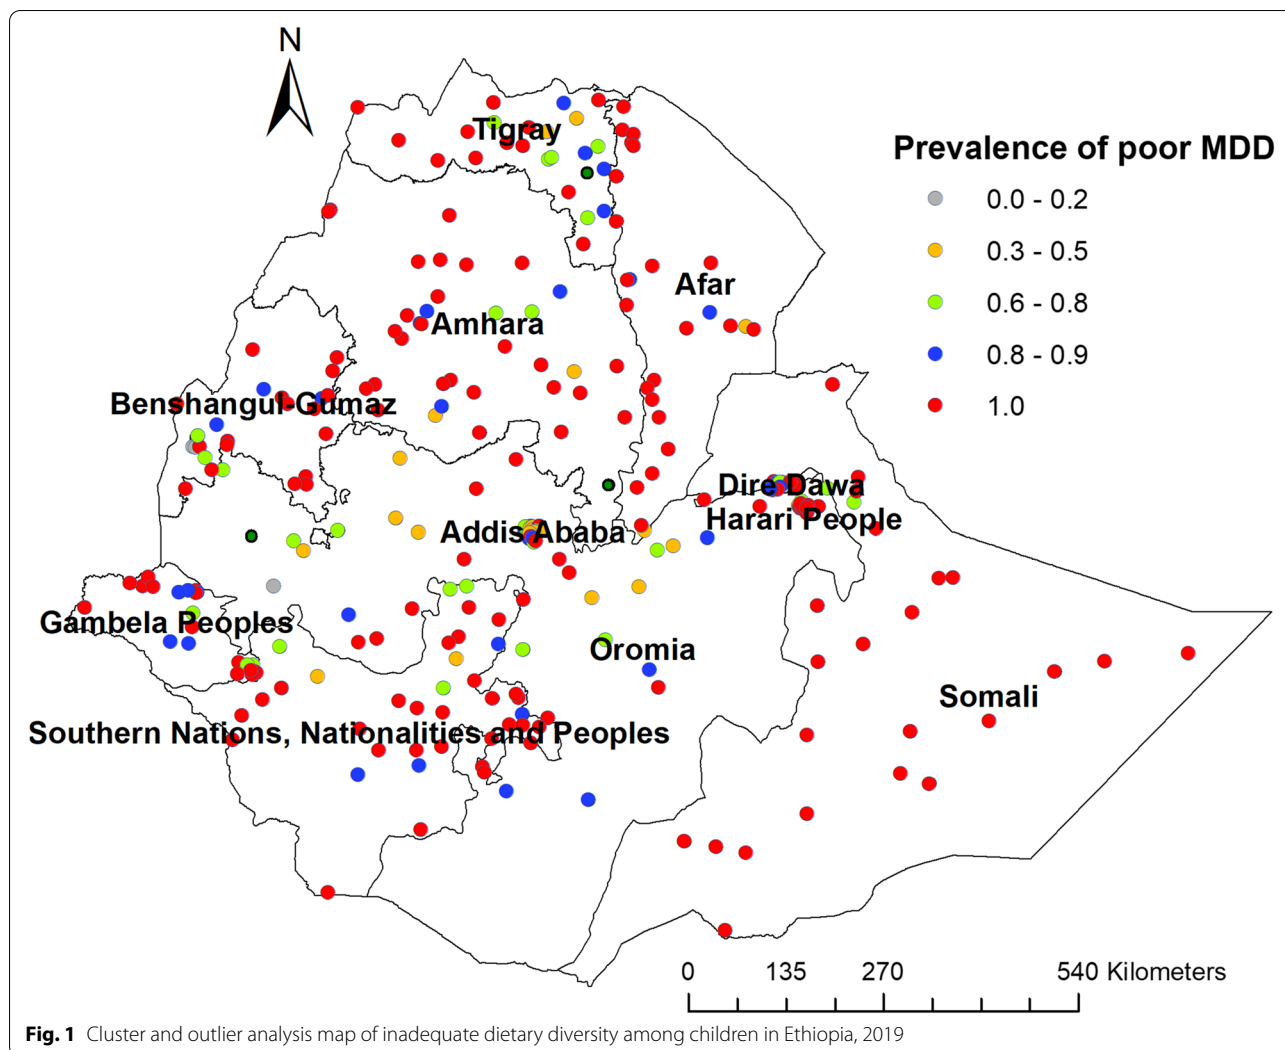 N
Tigray
Prevalence of poor MDD
0.0 - 0.2
0.3 - 0.5
0.6 - 0.8
0.8 - 0.9
1.0
Afar
Amhara
Benshangul-Gumaz
Dire Dawa
Harari People
Addis Ababa
Gambela Peoples
Oromia
Somali
Southern Nations, Nationalities and Peoples
0 135 270 540 Kilometers
Fig. 1 Cluster and outlier analysis map of inadequate dietary diversity among children in Ethiopia, 2019